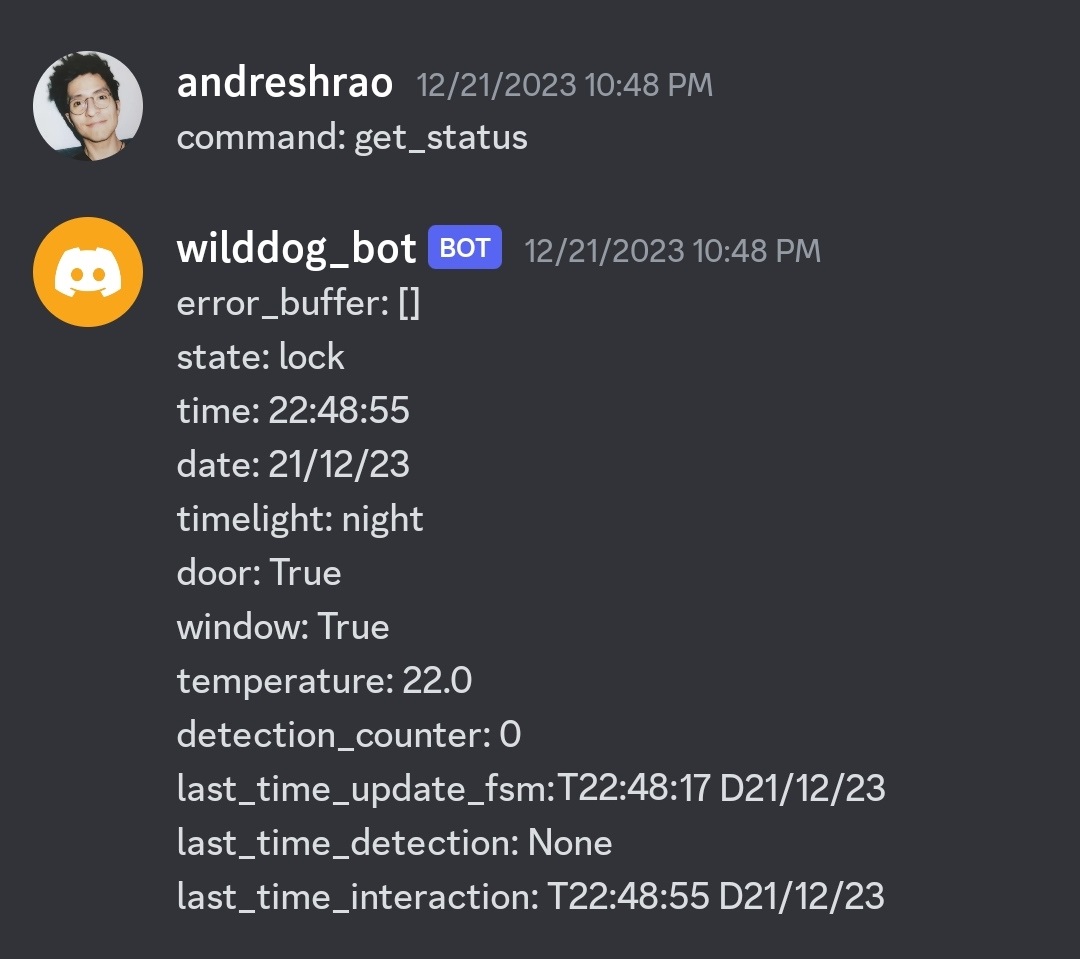 andreshrao 12/21/2023 10:48 PM
command: get_status
wilddog_bot BOT 12/21/2023 10:48 PM
error_buffer: []
state: lock
time: 22:48:55
date: 21/12/23
timelight: night
door: True
window: True
temperature: 22.0
detection_counter: 0
last_time_update_fsm:T22:48:17 D21/12/23
last_time_detection: None
last_time_interaction: T22:48:55 D21/12/23